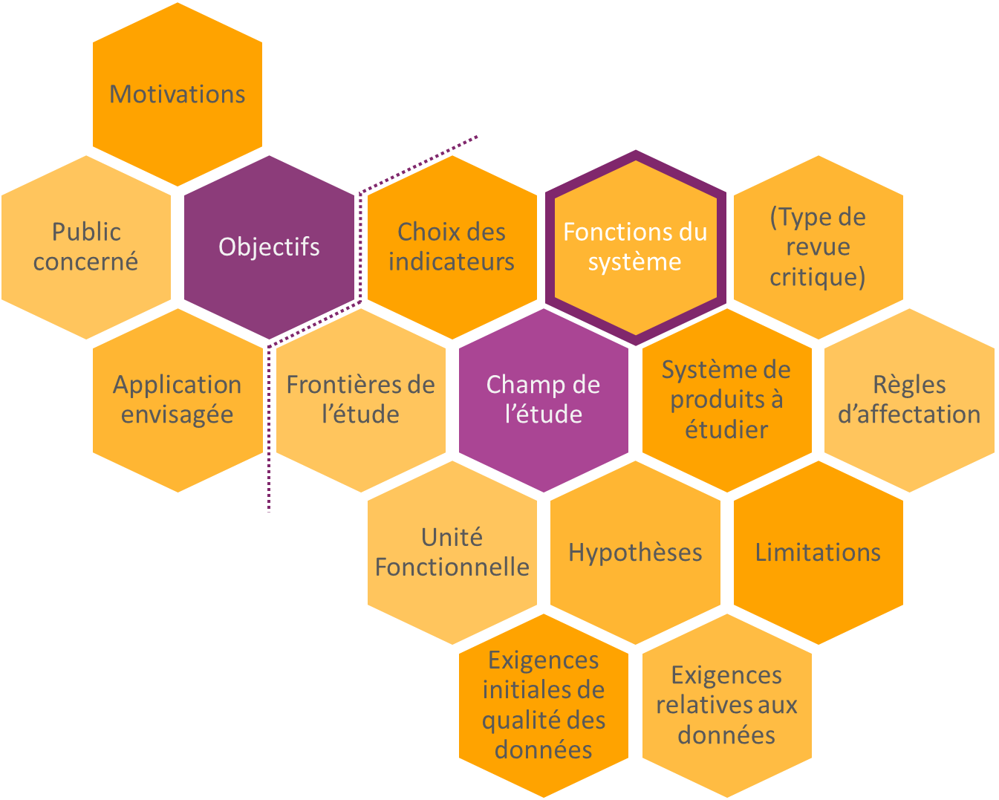 Motivations
Public
concerné
Objectifs
Choix des
indicateurs
Fonctions du
système
(Type de
revue
critique)
Application
envisagée
Frontières de
l’étude
Champ de
l’étude
Système de
produits à
étudier
Règles
d’affectation
Unité
Fonctionnelle
Hypothèses
Limitations
Exigences
initiales de
qualité des
données
Exigences
relatives aux
données